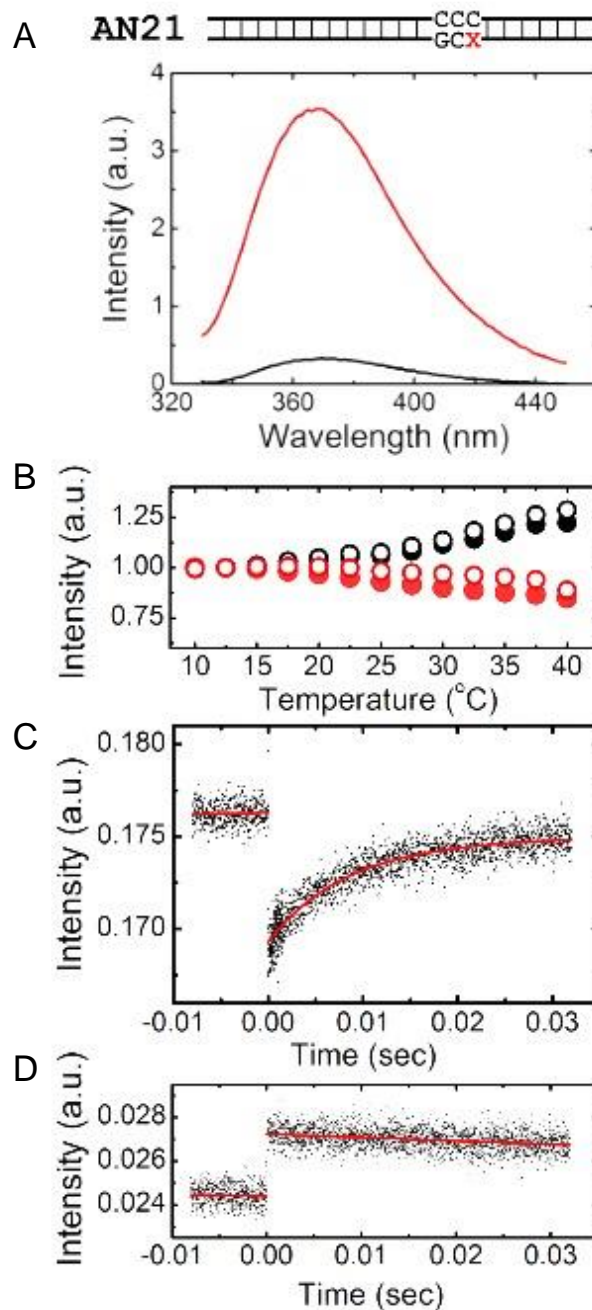 A
AN21
CCC
GCX
Intensity (a.u.)
4
3
2
1
0
320 360 400 440
Wavelength (nm)
B
Intensity (a.u.)
1.25
1.00
0.75
10 15 20 25 30 35 40
Temperature (°C)
C
Intensity (a.u.)
0.180
0.175
0.170
-0.01 0.00 0.01 0.02 0.03
Time (sec)
D
Intensity (a.u.)
0.028
0.026
0.024
-0.01 0.00 0.01 0.02 0.03
Time (sec)